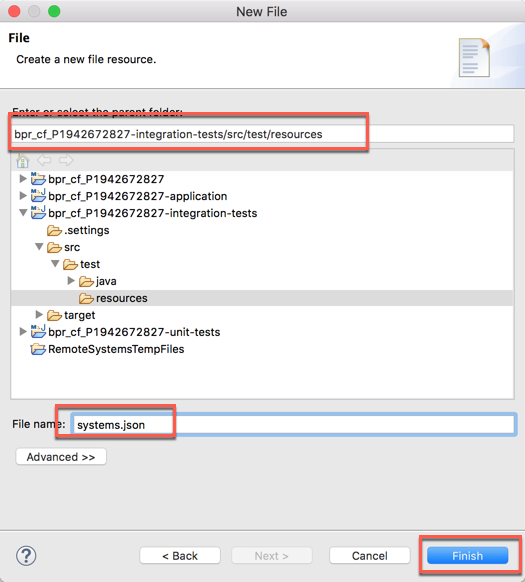 New File
File
Create a new file resource.
Enter or select the parent folder:
bpr_cf_P1942672827-integration-tests/src/test/resources
bpr_cf_P1942672827
bpr_cf_P1942672827-application
bpr_cf_P1942672827-integration-tests
.settings
src
test
java
resources
target
bpr_cf_P1942672827-unit-tests
RemoteSystemsTempFiles
File name: systems.json
Advanced >>
? < Back Next > Cancel Finish